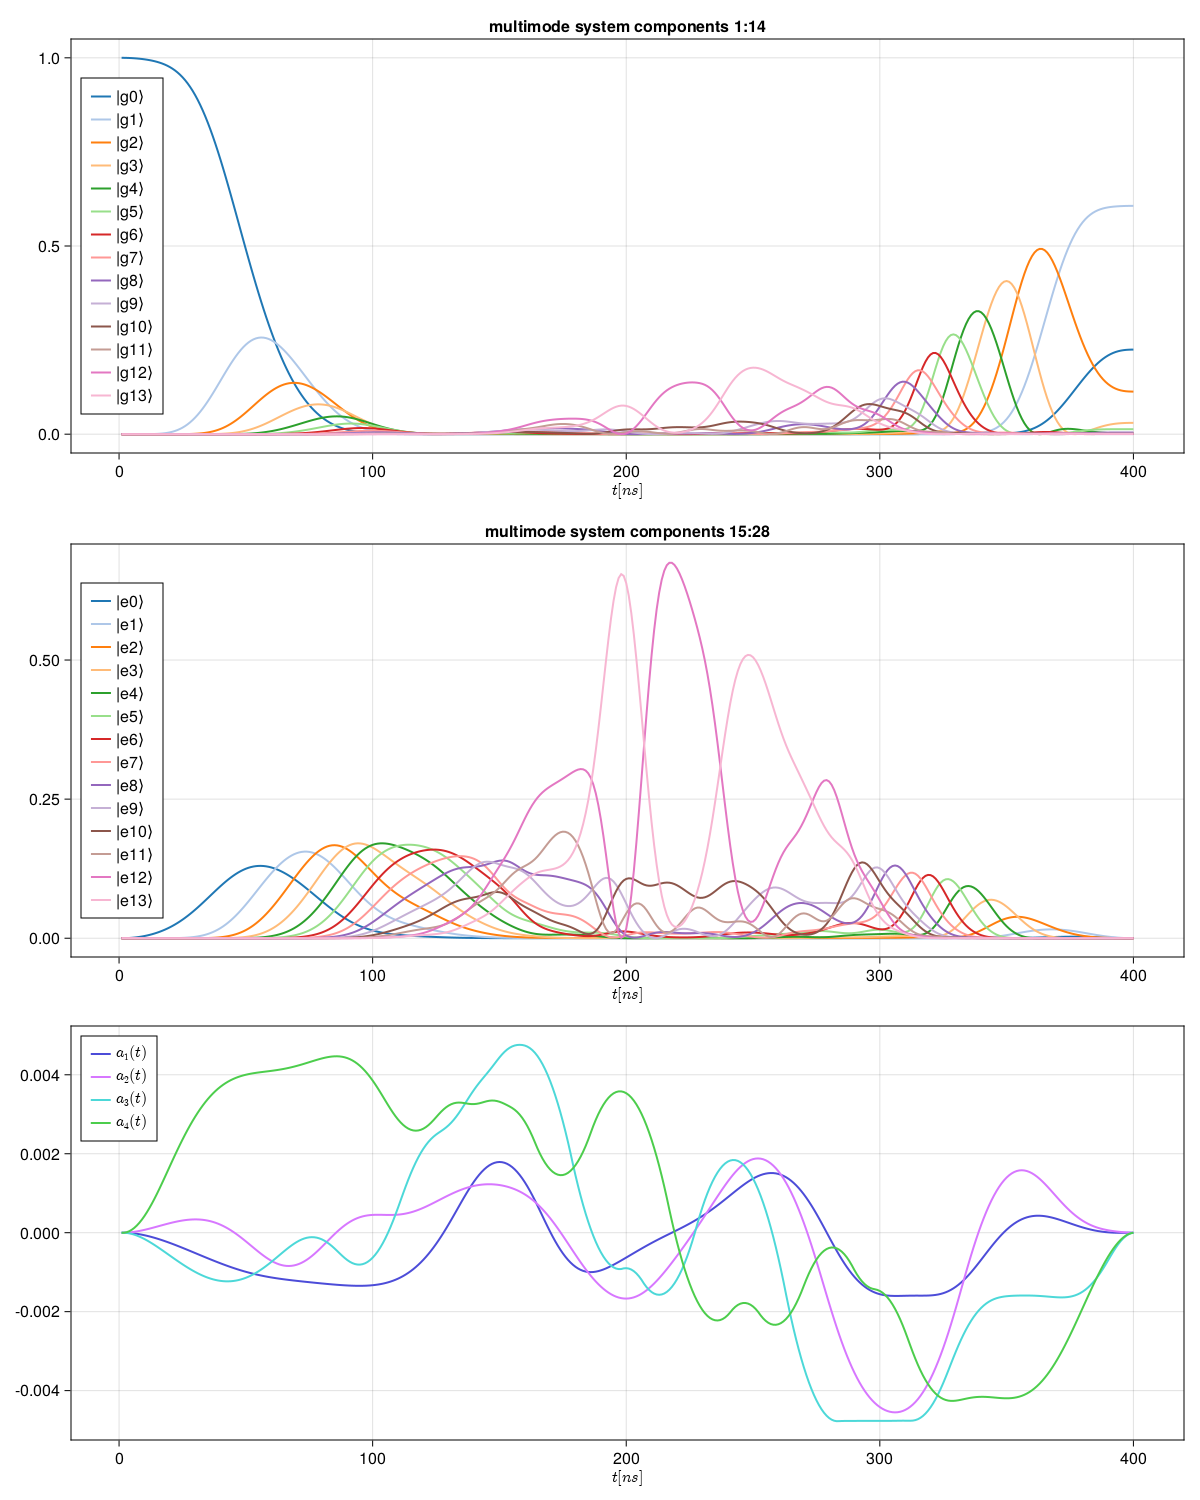 multimode system components 1:14
1.0
0.5
0.0
|g0⟩
|g1⟩
|g2⟩
|g3⟩
|g4⟩
|g5⟩
|g6⟩
|g7⟩
|g8⟩
|g9⟩
|g10⟩
|g11⟩
|g12⟩
|g13⟩
0 100 200 300 400
t[ns]
multimode system components 15:28
0.50
0.25
0.00
|e0⟩
|e1⟩
|e2⟩
|e3⟩
|e4⟩
|e5⟩
|e6⟩
|e7⟩
|e8⟩
|e9⟩
|e10⟩
|e11⟩
|e12⟩
|e13⟩
0 100 200 300 400
t[ns]
0.004
0.002
0.000
-0.002
-0.004
a₁(t)
a₂(t)
a₃(t)
a₄(t)
0 100 200 300 400
t[ns]